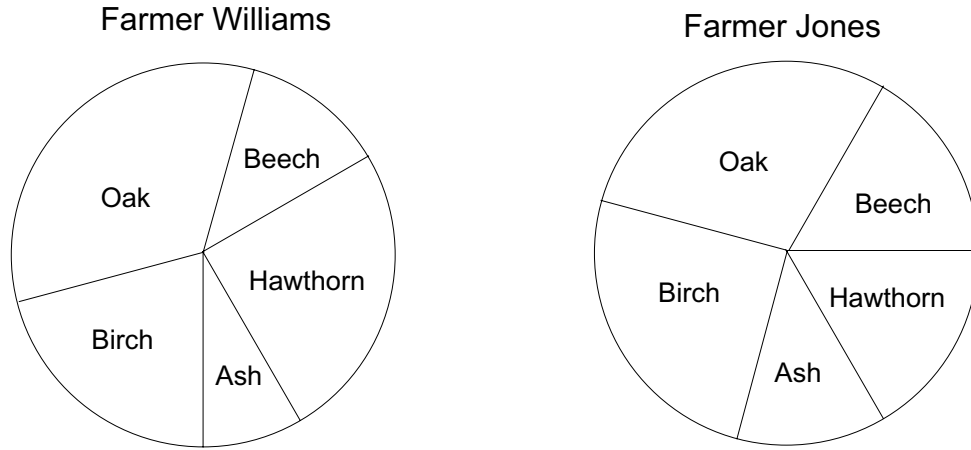 Farmer Williams
Oak
Beech
Hawthorn
Birch
Ash
Farmer Jones
Oak
Beech
Birch
Hawthorn
Ash